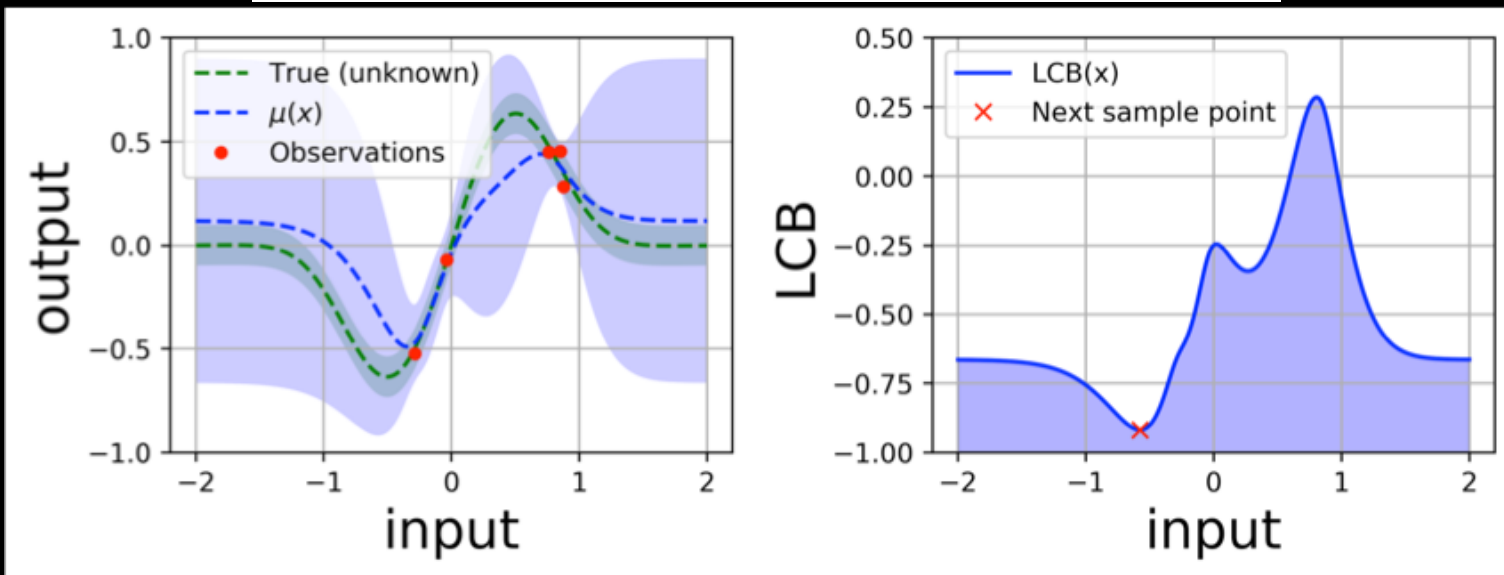 1.0
0.5
0.0
−0.5
−1.0
output
True (unknown)
μ(x)
Observations
−2 −1 0 1 2
input
0.50
0.25
0.00
−0.25
−0.50
−0.75
−1.00
LCB
LCB(x)
Next sample point
−2 −1 0 1 2
input